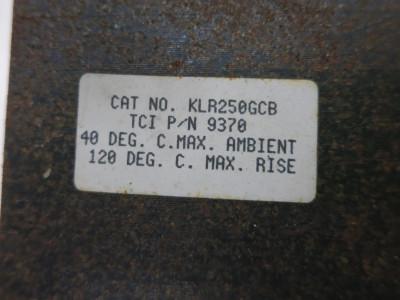 CAT NO. KLR250GCB
TCI P/N 9370
40 DEG. C.MAX. AMBIENT
120 DEG. C. MAX. RISE